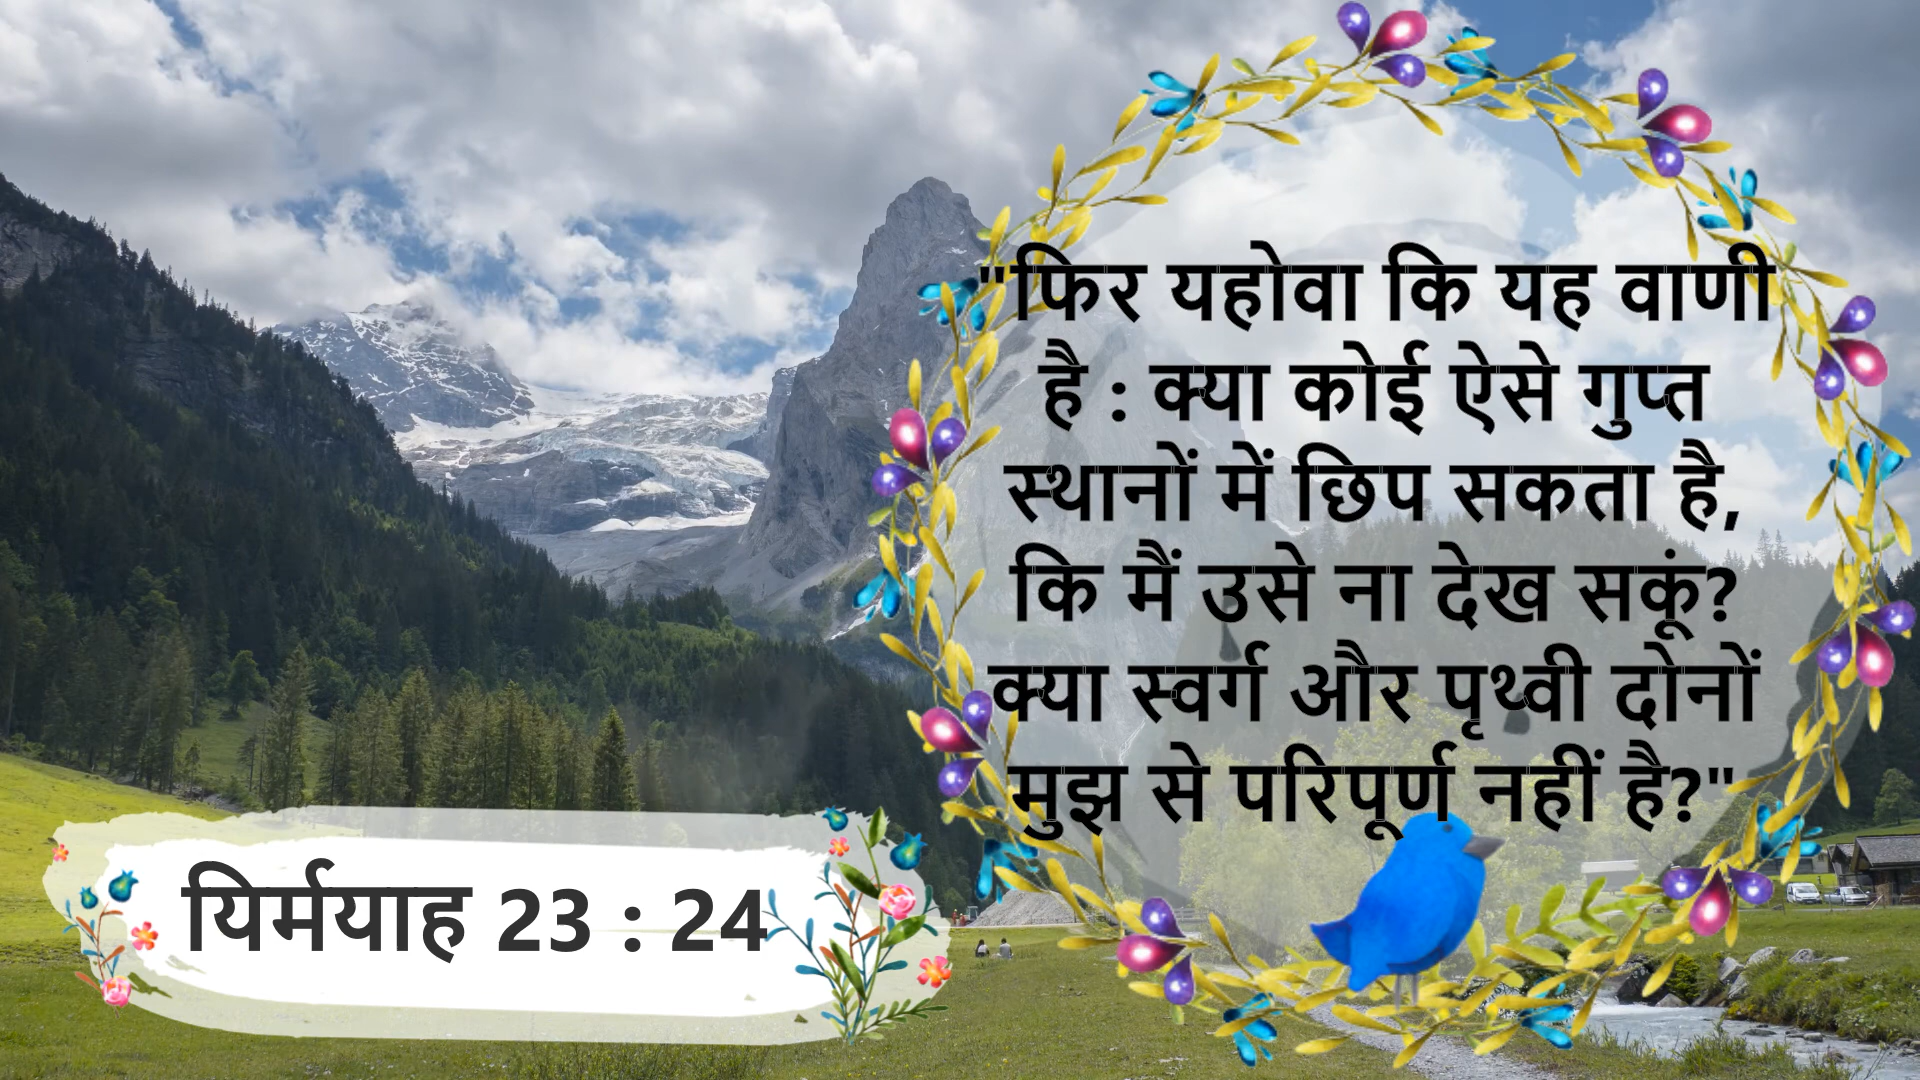 "फिर यहोवा कि यह वाणी
है : क्या कोई ऐसे गुप्त
स्थानों में छिप सकता है,
कि मैं उसे ना देख सकूं?
क्या स्वर्ग और पृथ्वी दोनों
मुझ से परिपूर्ण नहीं है?"
यिर्मयाह 23 : 24